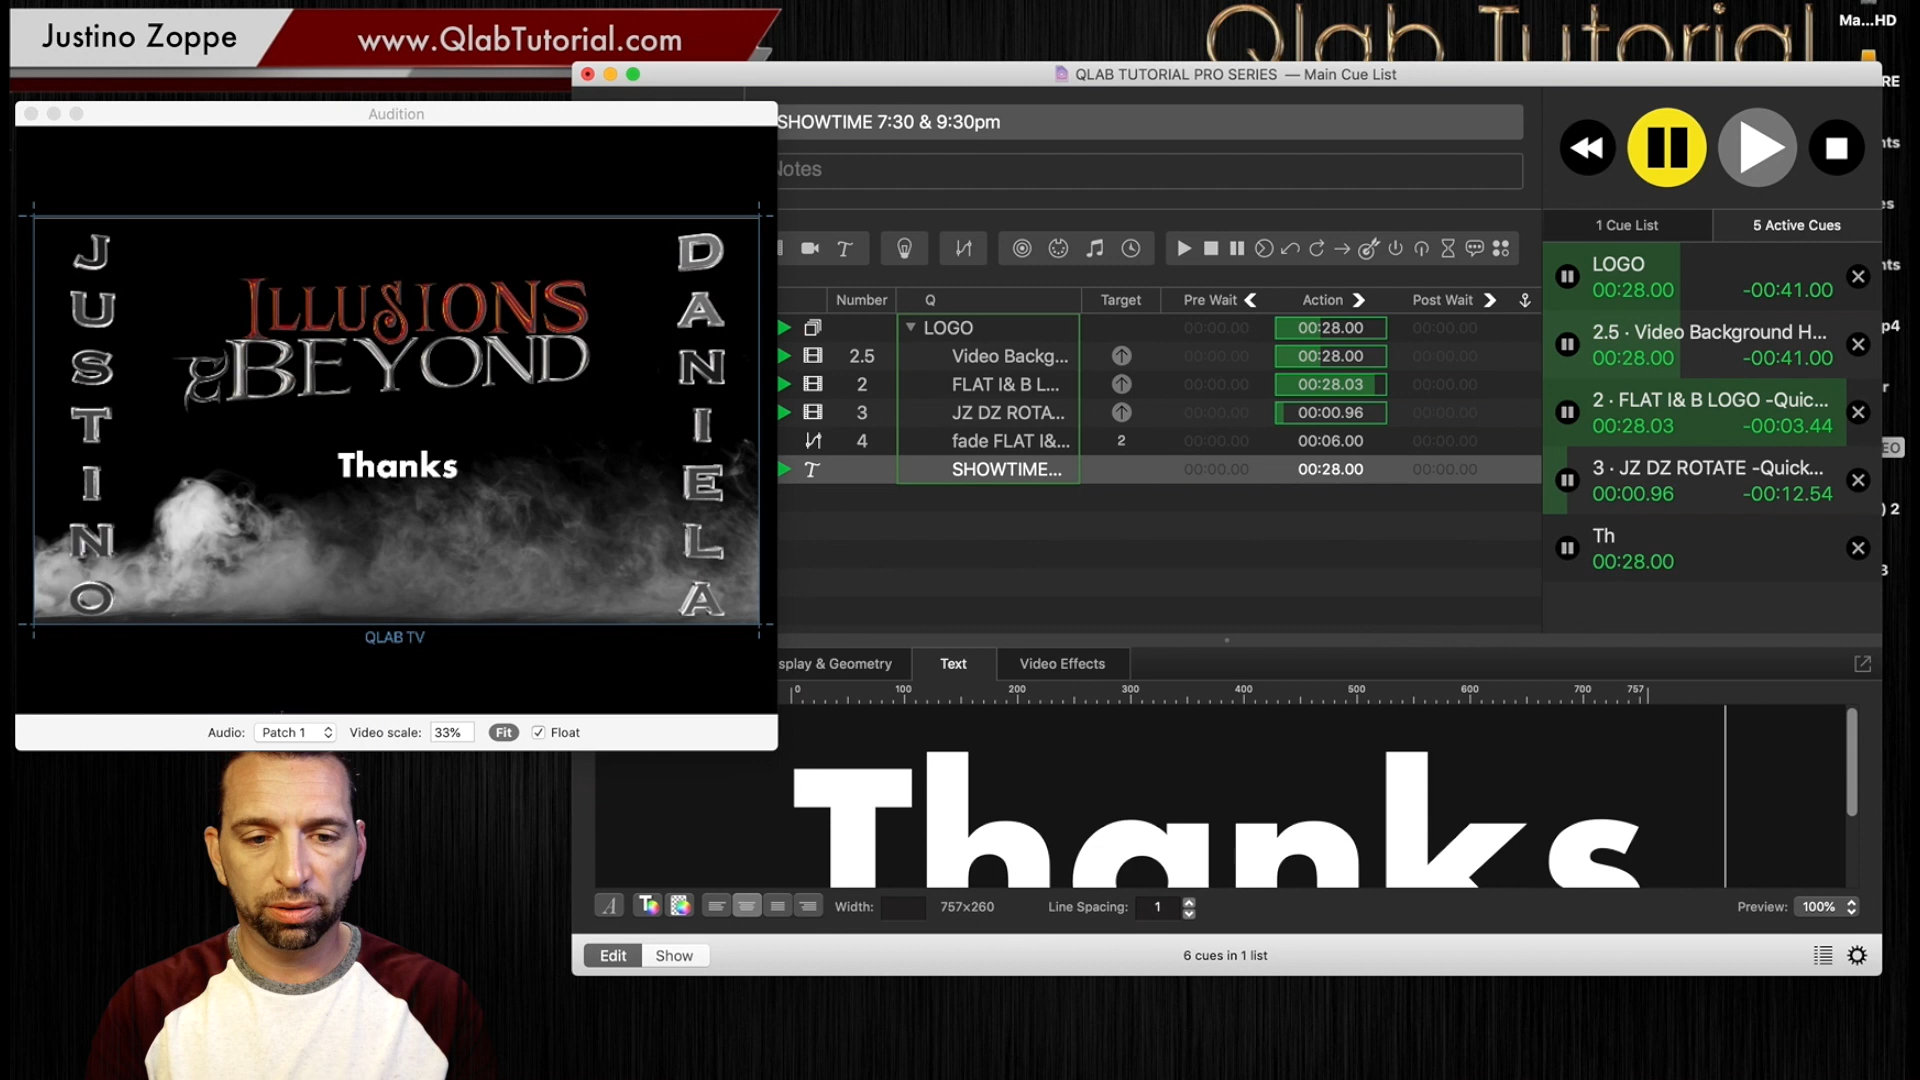 Justino Zoppe
www.QlabTutorial.com
Qlab Tutorial
Ma...HD
QLAB TUTORIAL PRO SERIES — Main Cue List
Audition
JUSTINO
DANIELA
ILLUSIONS
& BEYOND
Thanks
QLAB TV
Audio: Patch 1 Video scale: 33% Fit Float
SHOWTIME 7:30 & 9:30pm
Notes
Number Q Target Pre Wait Action Post Wait
LOGO 00:00.00 00:28.00 00:00.00
2.5 Video Backg... 00:00.00 00:28.00 00:00.00
2 FLAT I& B L... 00:00.00 00:28.03 00:00.00
3 JZ DZ ROTA... 00:00.00 00:00.96 00:00.00
4 fade FLAT I&... 2 00:00.00 00:06.00 00:00.00
T SHOWTIME... 00:00.00 00:28.00 00:00.00
1 Cue List 5 Active Cues
LOGO
00:28.00 -00:41.00
2.5 · Video Background H...
00:28.00 -00:41.00
2 · FLAT I& B LOGO -Quic...
00:28.03 -00:03.44
3 · JZ DZ ROTATE -Quick...
00:00.96 -00:12.54
Th
00:28.00
splay & Geometry Text Video Effects
0 100 200 300 400 500 600 700 757
Thanks
Width: 757x260 Line Spacing: 1 Preview: 100%
Edit Show 6 cues in 1 list